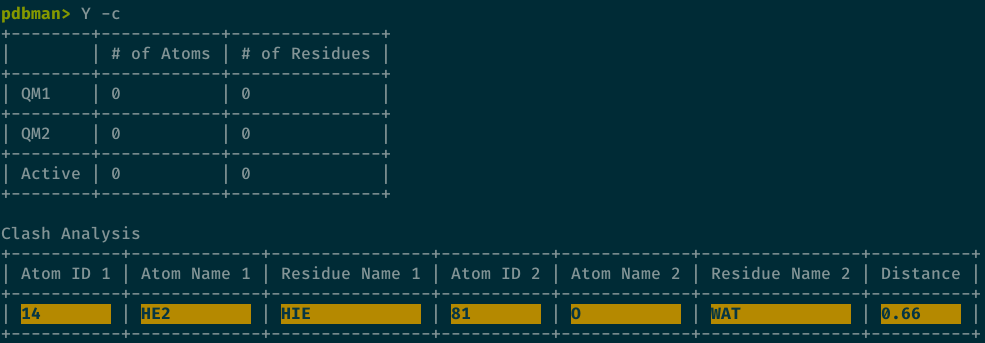 pdbman> Y -c
+--------+------------+---------------+
|        | # of Atoms | # of Residues |
+--------+------------+---------------+
| QM1    | 0          | 0             |
+--------+------------+---------------+
| QM2    | 0          | 0             |
+--------+------------+---------------+
| Active | 0          | 0             |
+--------+------------+---------------+
Clash Analysis
+-----------+-------------+----------------+-----------+-------------+----------------+----------+
| Atom ID 1 | Atom Name 1 | Residue Name 1 | Atom ID 2 | Atom Name 2 | Residue Name 2 | Distance |
+-----------+-------------+----------------+-----------+-------------+----------------+----------+
| 14        | HE2         | HIE            | 81        | O           | WAT            | 0.66     |
+-----------+-------------+----------------+-----------+-------------+----------------+----------+